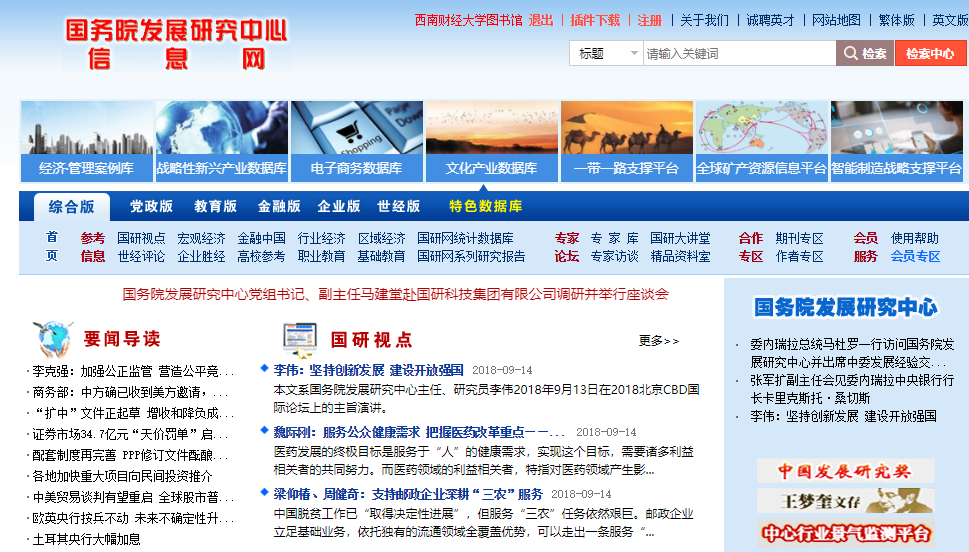 国务院发展研究中心
信息网
西南财经大学图书馆 退出 | 插件下载 | 注册 | 关于我们 | 诚聘英才 | 网站地图 | 繁体版 | 英文版
标题 请输入关键词 检索 检索中心
Shopping Dow
经济·管理案例库 战略性新兴产业数据库 电子商务数据库 文化产业数据库 一带一路支撑平台 全球矿产资源信息平台 智能制造战略支撑平台
综合版 党政版 教育版 金融版 企业版 世经版 特色数据库
首 参考 国研视点 宏观经济 金融中国 行业经济 区域经济 国研网统计数据库 专家 专 家 库 国研大讲堂 合作 期刊专区 会员 使用帮助
页 信息 世经评论 企业胜经 高校参考 职业教育 基础教育 国研网系列研究报告 论坛 专家访谈 精品资料室 专区 作者专区 服务 会员专区
国务院发展研究中心党组书记、副主任马建堂赴国研科技集团有限公司调研并举行座谈会
要闻导读
·李克强：加强公正监管 营造公平竞...
·商务部：中方确已收到美方邀请，...
·“扩中”文件正起草 增收和降负成...
·证券市场34.7亿元“天价罚单”启...
·配套制度再完善 PPP修订文件酝酿...
·各地加快重大项目向民间投资推介
·中美贸易谈判有望重启 全球股市普...
·欧英央行按兵不动 未来不确定性升...
·土耳其央行大幅加息
国研视点 更多>>
李伟：坚持创新发展 建设开放强国 2018-09-14
本文系国务院发展研究中心主任、研究员李伟2018年9月13日在2018北京CBD国
际论坛上的主旨演讲。
魏际刚：服务公众健康需求 把握医药改革重点－－... 2018-09-14
医药发展的终极目标是服务于“人”的健康需求，实现这个目标，需要诸多利益
相关者的共同努力。而医药领域的利益相关者，特指对医药领域产生影...
梁仰椿、周健奇：支持邮政企业深耕“三农”服务 2018-09-14
中国脱贫工作已“取得决定性进展”，但服务“三农”任务依然艰巨。邮政企业
立足基础业务，依托独有的流通领域全覆盖优势，可以走出一条服务“...
国务院发展研究中心
·委内瑞拉总统马杜罗一行访问国务院发
展研究中心并出席中委发展经验交...
·张军扩副主任会见委内瑞拉中央银行行
长卡里克斯托·桑切斯
·李伟：坚持创新发展 建设开放强国
中国发展研究奖
王梦奎文存
中心行业景气监测平台